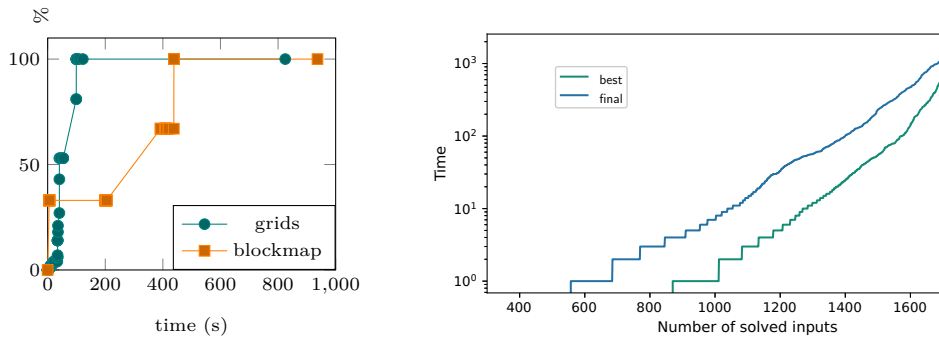 %
100
50
0
0 200 400 600 800 1,000
grids
blockmap
time (s)
10³
10²
10¹
10⁰
Time
best
final
400 600 800 1000 1200 1400 1600
Number of solved inputs